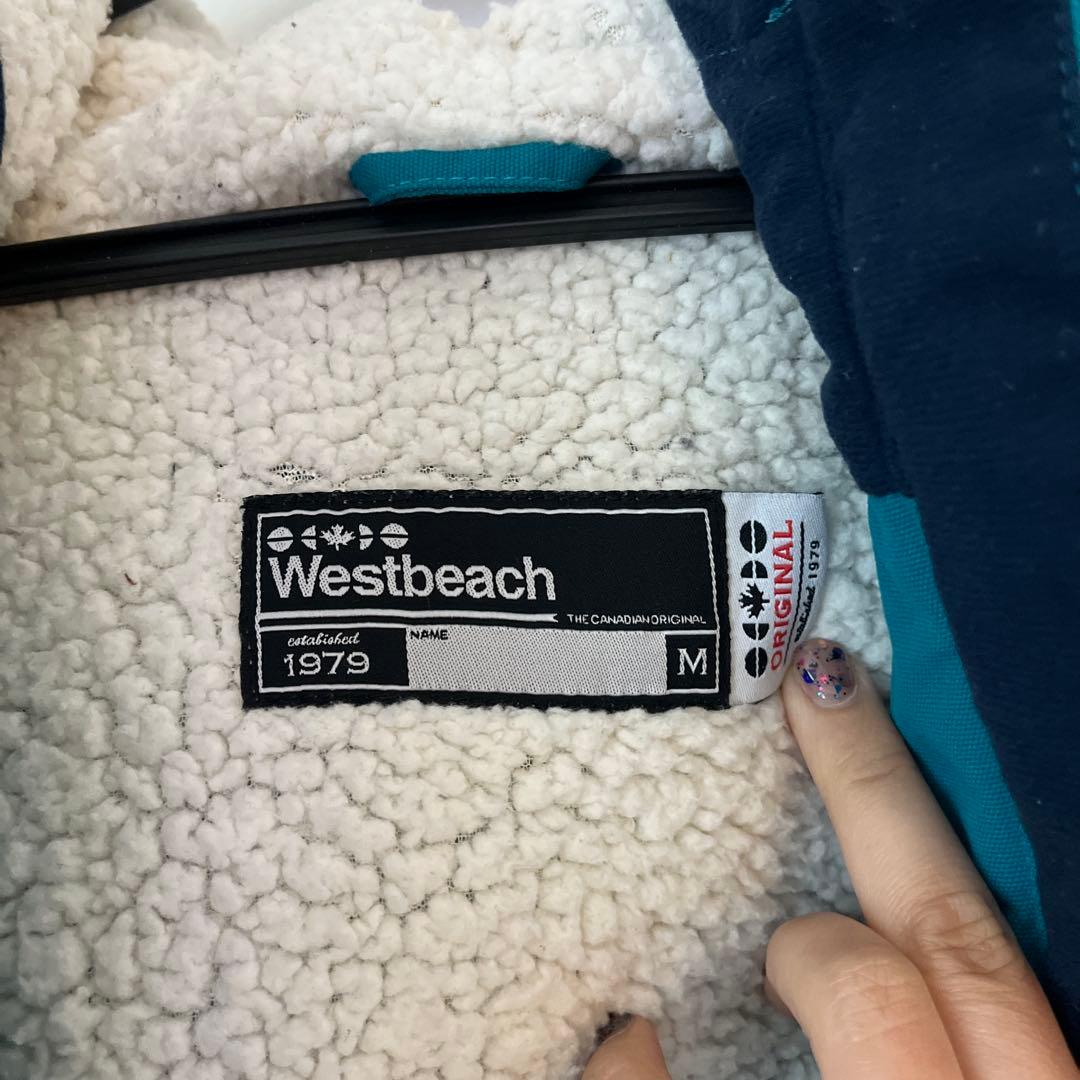 Westbeach
THE CANADIAN ORIGINAL
established
1979
NAME
M
ORIGINAL
established 1979